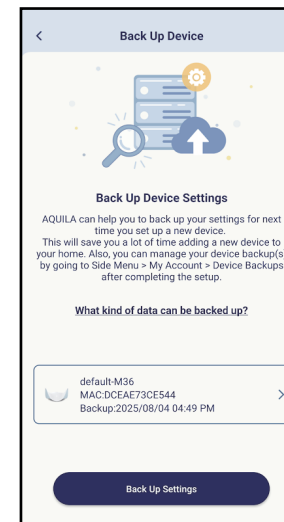 Back Up Device
Back Up Device Settings
AQUILA can help you to back up your settings for next
time you set up a new device.
This will save you a lot of time adding a new device to
your home. Also, you can manage your device backup(s
by going to Side Menu > My Account > Device Backups
after completing the setup.
What kind of data can be backed up?
default-M36
MAC:DCEAE73CE544
Backup:2025/08/04 04:49 PM
Back Up Settings